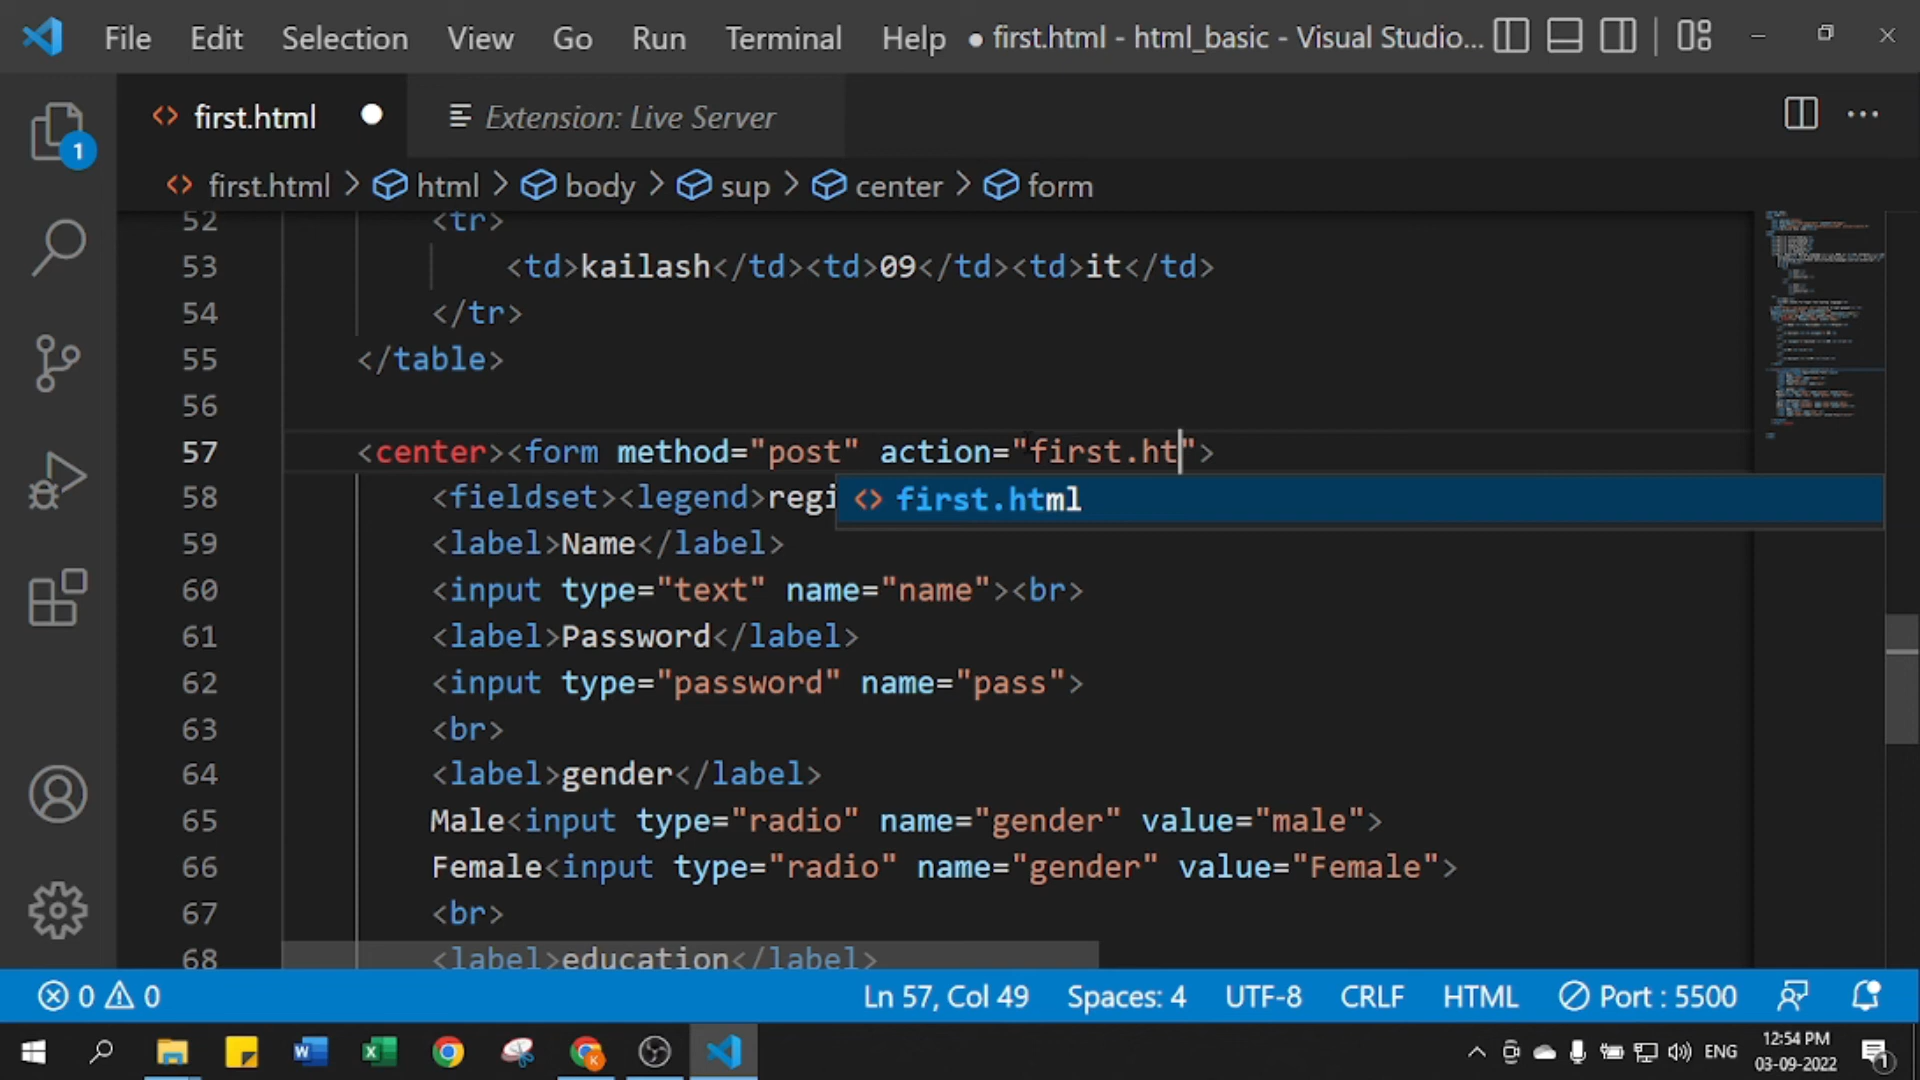 File Edit Selection View Go Run Terminal Help ● first.html - html_basic - Visual Studio...
first.html Extension: Live Server
first.html > html > body > sup > center > form
52 <tr>
53 <td>kailash</td><td>09</td><td>it</td>
54 </tr>
55 </table>
56
57 <center><form method="post" action="first.ht">
58 <fieldset><legend>regi
first.html
59 <label>Name</label>
60 <input type="text" name="name"><br>
61 <label>Password</label>
62 <input type="password" name="pass">
63 <br>
64 <label>gender</label>
65 Male<input type="radio" name="gender" value="male">
66 Female<input type="radio" name="gender" value="Female">
67 <br>
68 <label>education</label>
1
0 0 Ln 57, Col 49 Spaces: 4 UTF-8 CRLF HTML Port : 5500
ENG 12:54 PM
03-09-2022 1